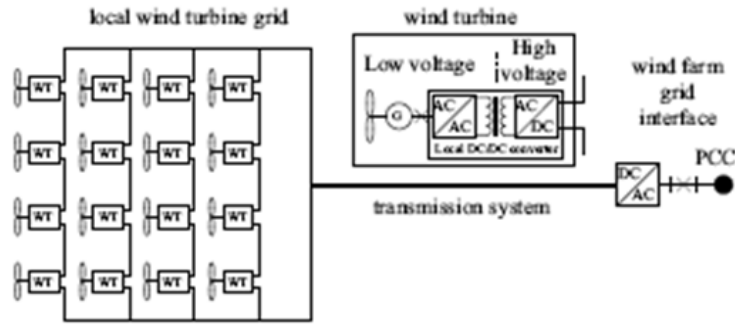 local wind turbine grid
wind turbine
Low voltage
High
voltage
wind farm
grid
interface
PCC
G
AC
AC
AC
DC
Local DC/DC converter
WT WT WT WT
WT WT WT WT
WT WT WT WT
WT WT WT WT
transmission system
DC
AC